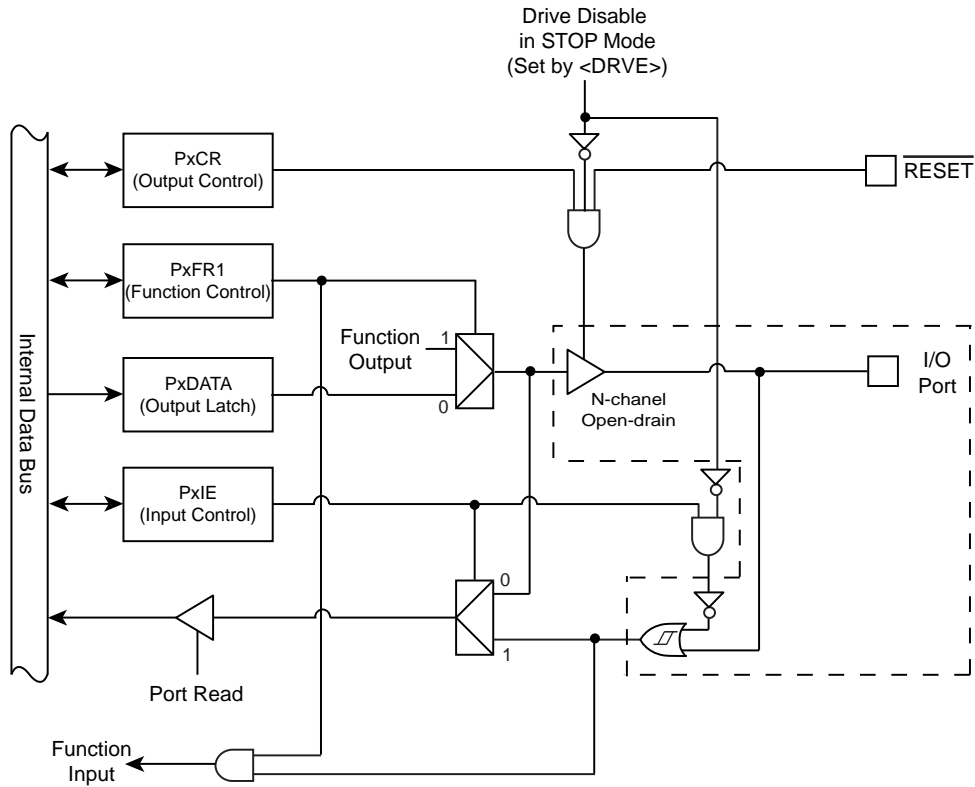 Drive Disable
in STOP Mode
(Set by <DRVE>)
PxCR
(Output Control)
RESET
PxFR1
(Function Control)
Function
Output
1
0
PxDATA
(Output Latch)
N-chanel
Open-drain
I/O
Port
Internal Data Bus
PxIE
(Input Control)
0
1
Port Read
Function
Input